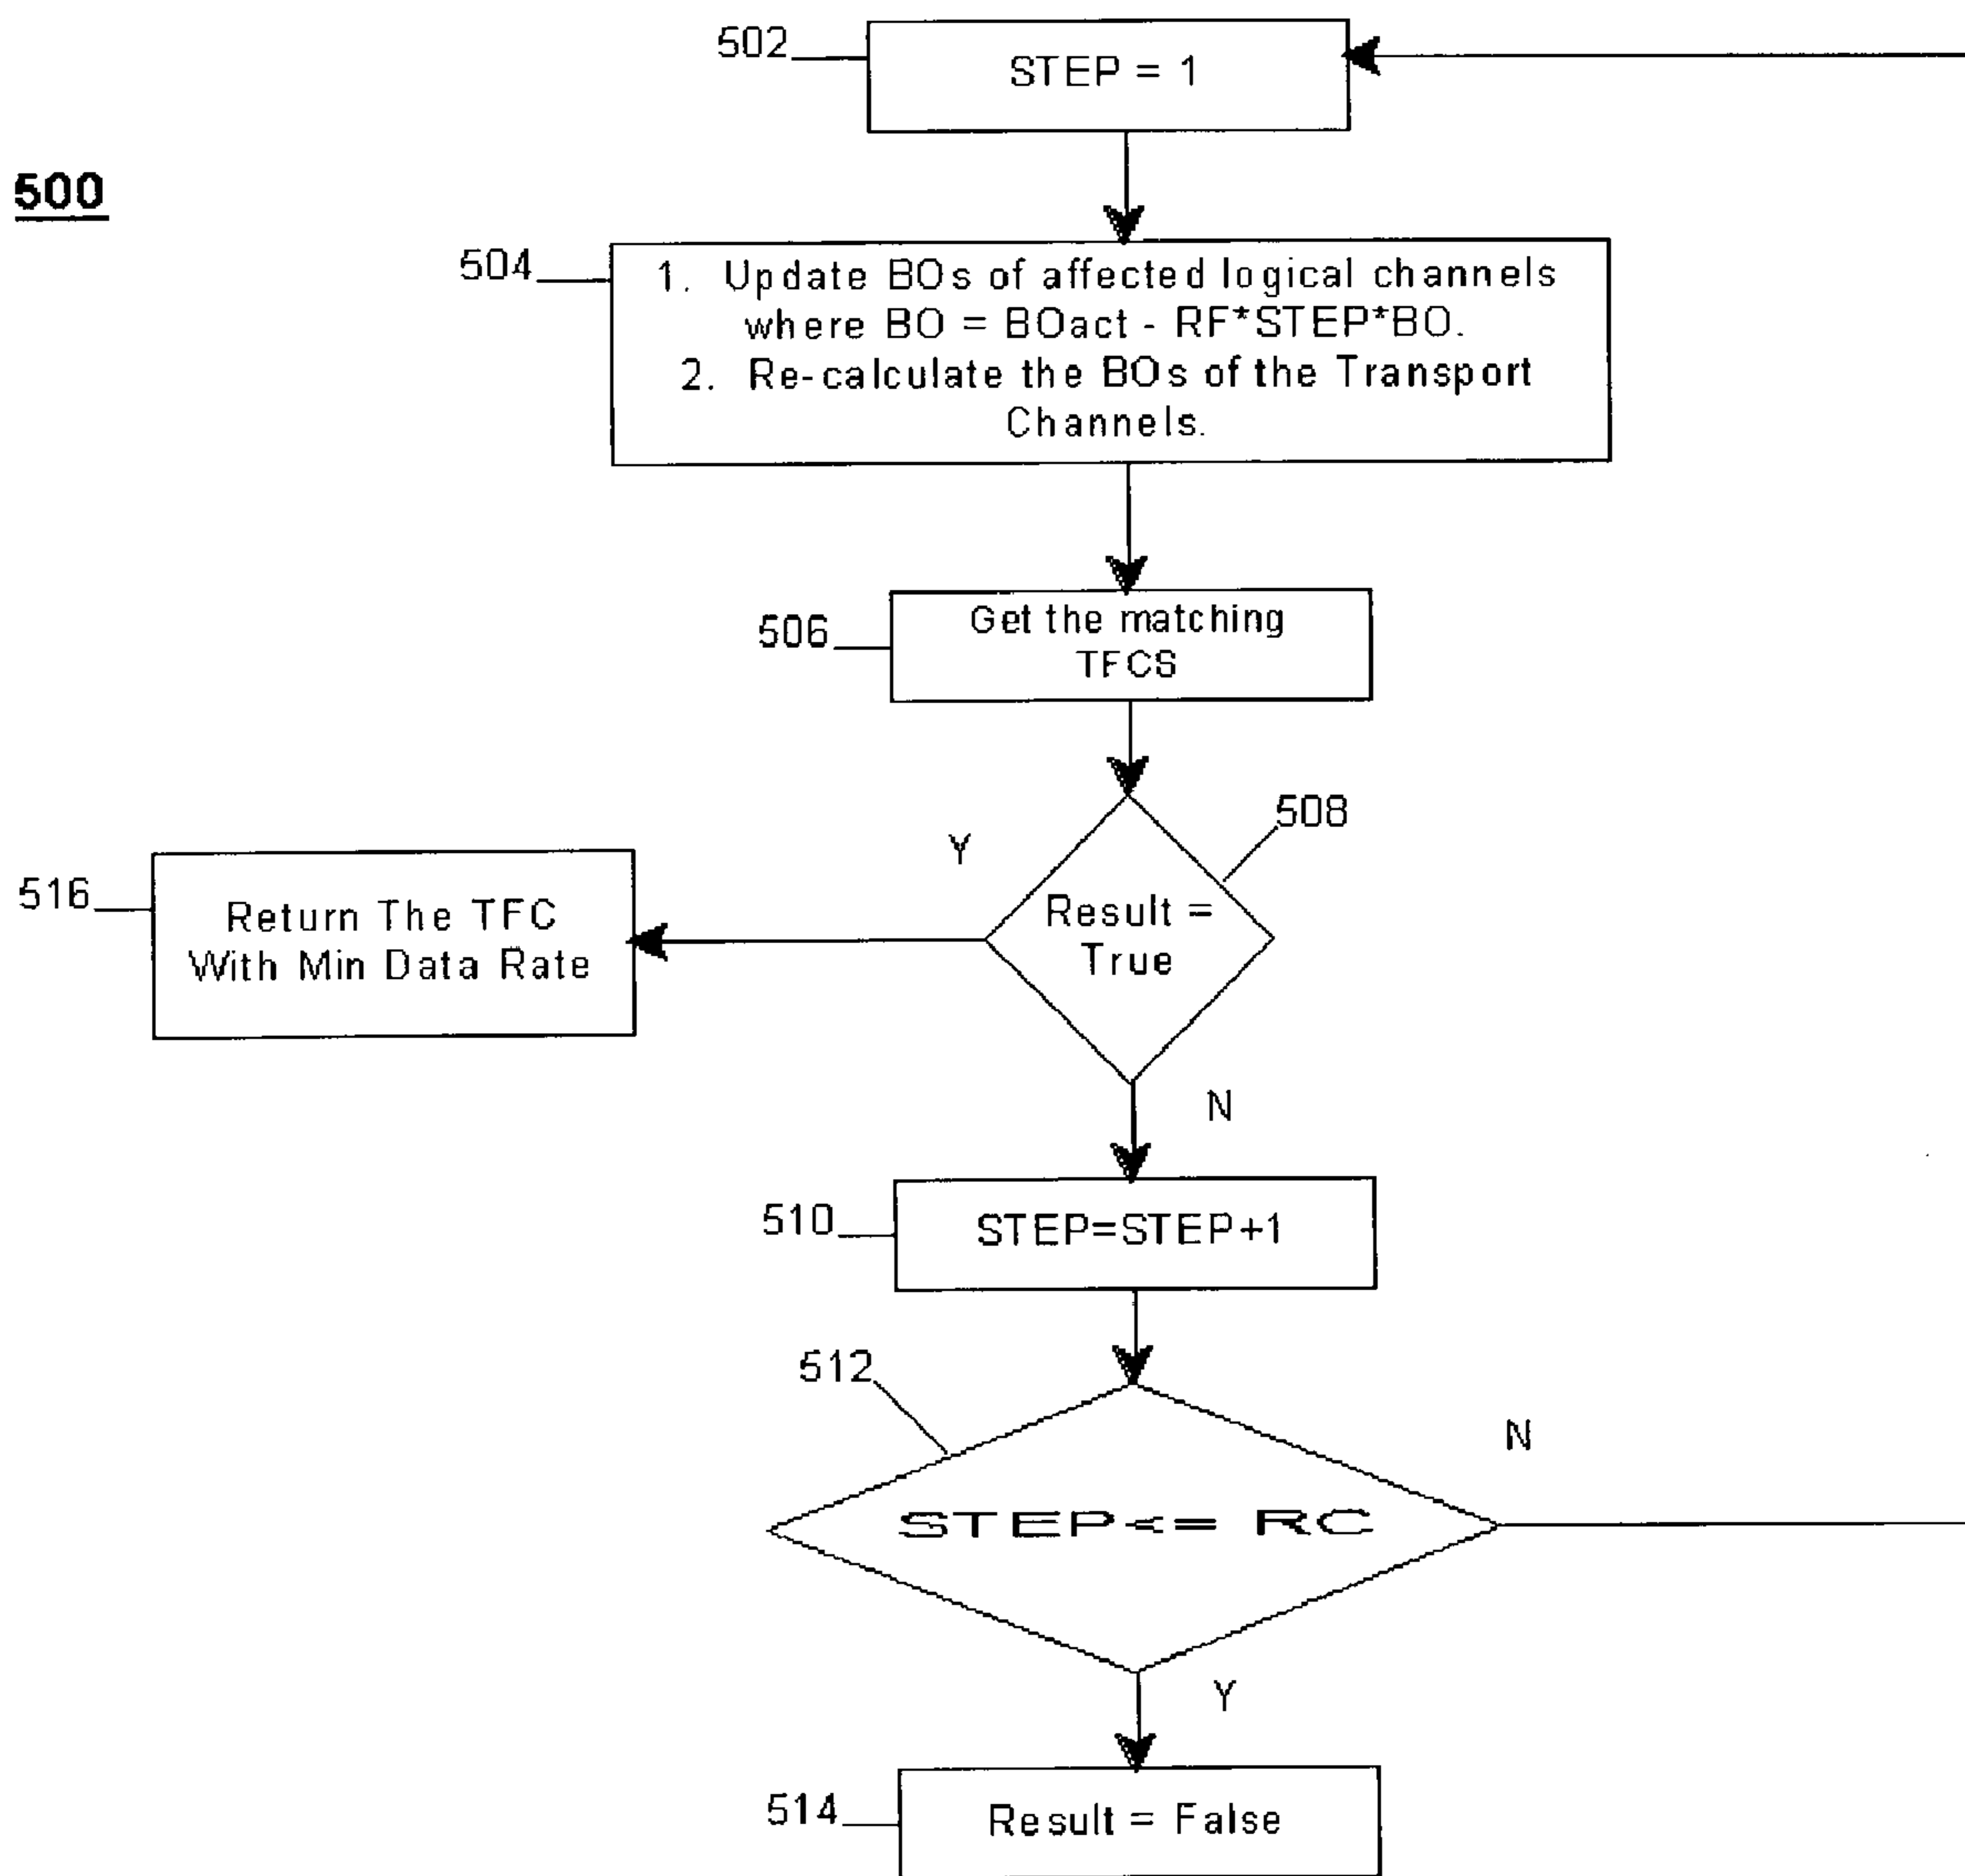 502
STEP = 1
500
504
1. Update BOs of affected logical channels
where BO = BOact - RF*STEP*BO.
2. Re-calculate the BOs of the Transport
Channels.
506
Get the matching
TFCS
508
Y
Result =
True
516
Return The TFC
With Min Data Rate
N
510
STEP=STEP+1
512
N
STEP<= RC
Y
514
Result = False